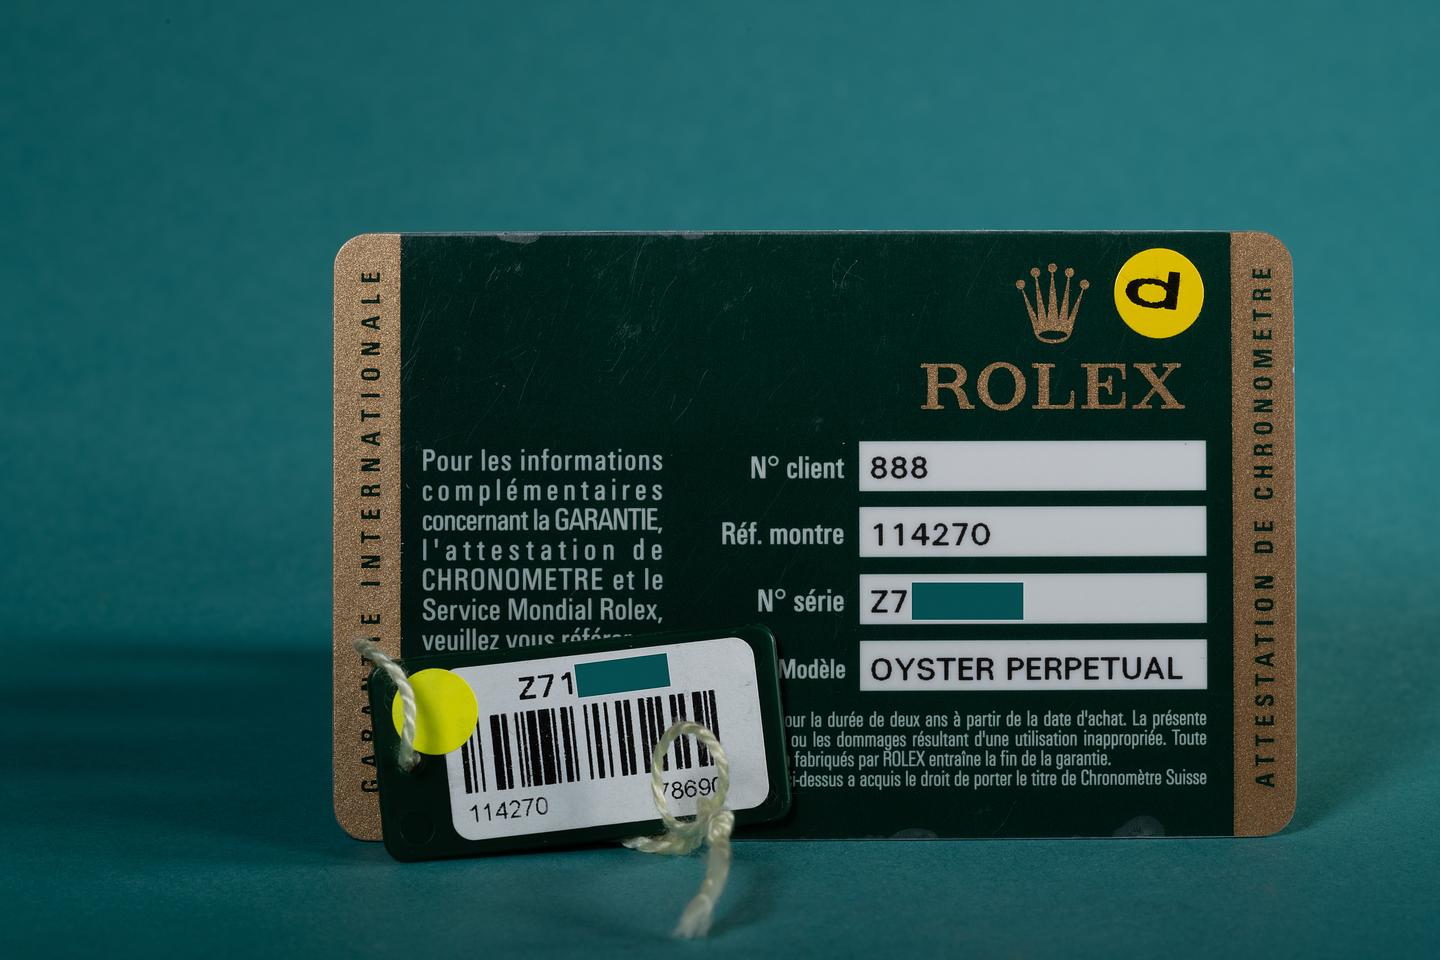 GARANTIE INTERNATIONALE
d
ROLEX
Pour les informations
complémentaires
concernant la GARANTIE,
l'attestation de
CHRONOMETRE et le
Service Mondial Rolex,
veuillez vous
N° client 888
Réf. montre 114270
N° série Z7
Modèle OYSTER PERPETUAL
la durée de deux ans à partir de la date d'achat. La présente
ou les dommages résultant d'une utilisation inappropriée. Toute
fabriqués par ROLEX entraîne la fin de la garantie.
a acquis le droit de porter le titre de Chronomètre Suisse
ATTESTATION DE CHRONOMETRE
Z71
114270 78690